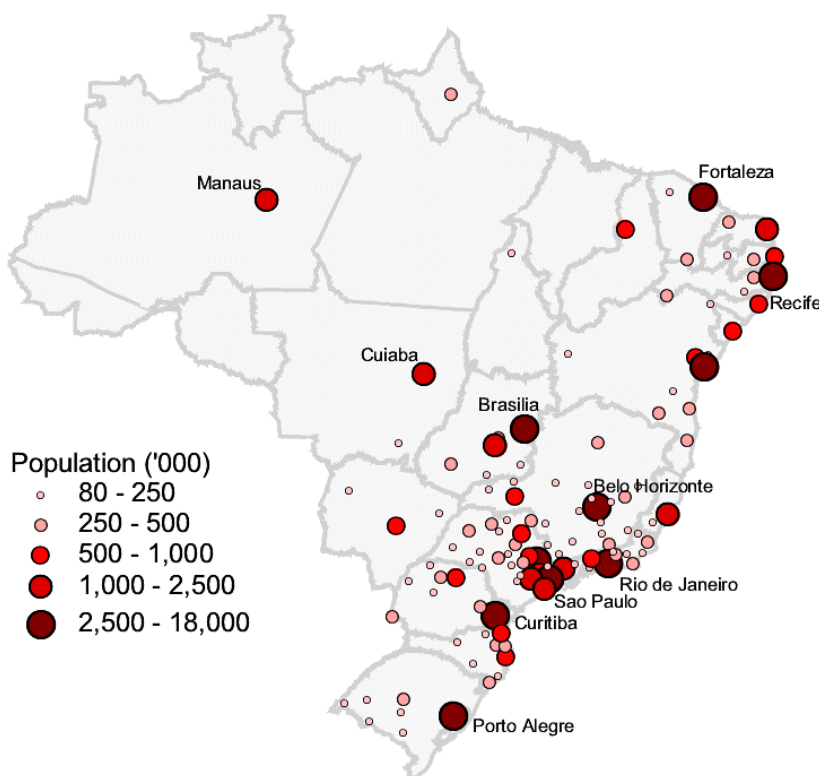 Fortaleza
Manaus
Recife
Cuiaba
Brasilia
Population ('000)
80 - 250
250 - 500
500 - 1,000
1,000 - 2,500
2,500 - 18,000
Belo Horizonte
Rio de Janeiro
Sao Paulo
Curitiba
Porto Alegre